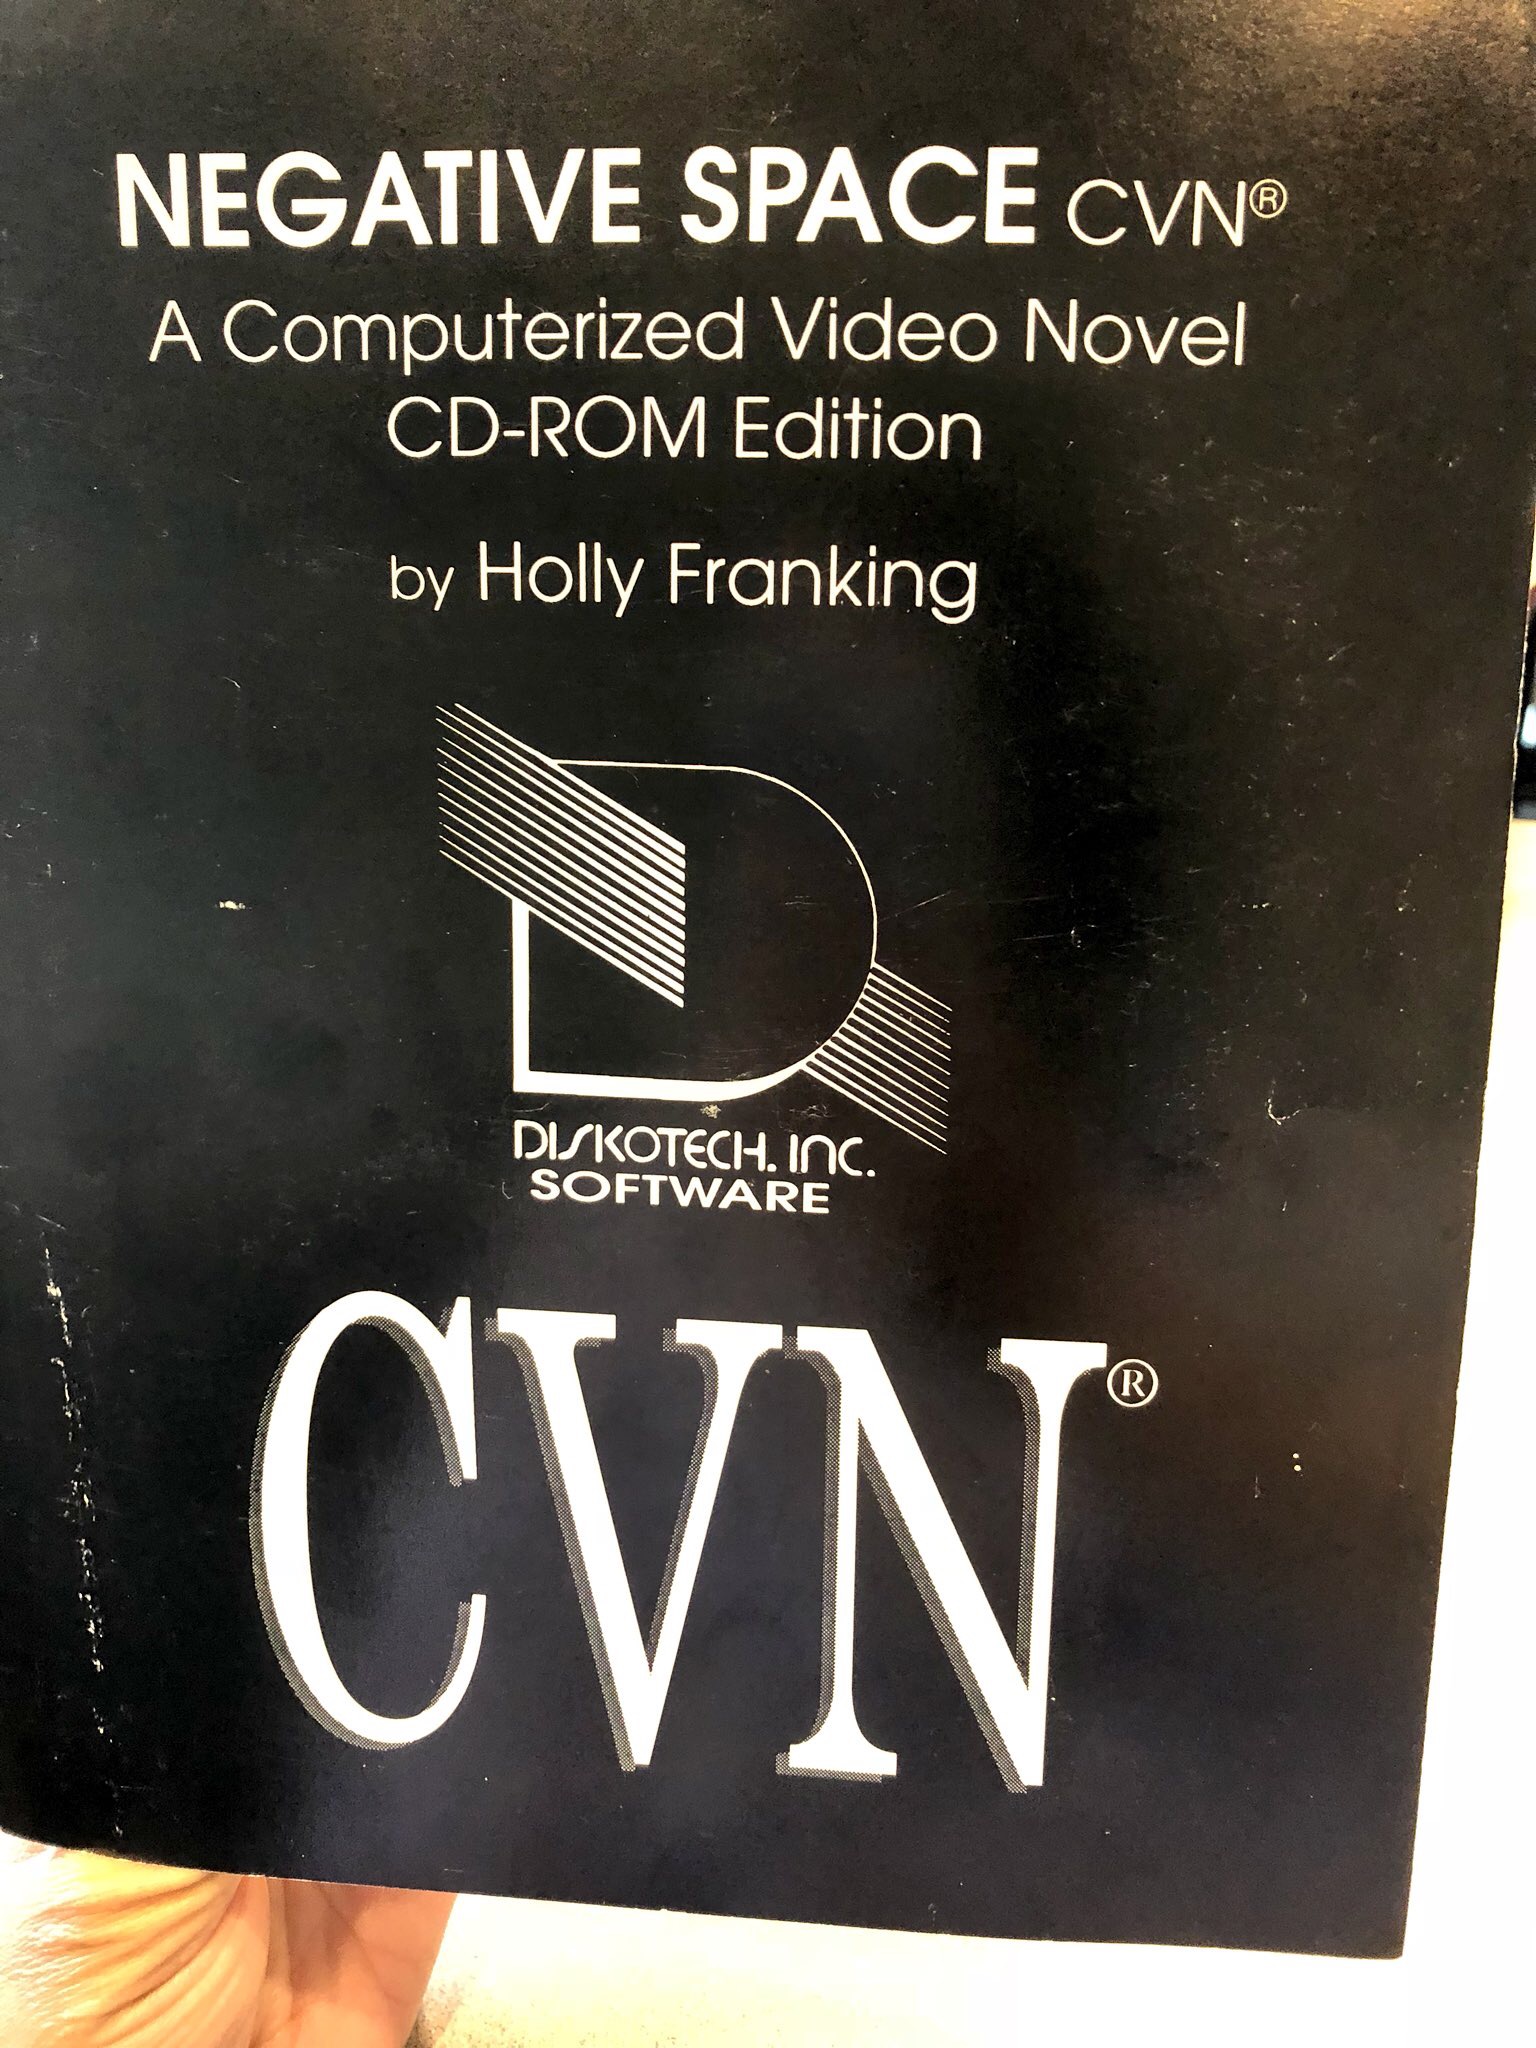 NEGATIVE SPACE CVN®
A Computerized Video Novel
CD-ROM Edition
by Holly Franking
DISKOTECH, INC.
SOFTWARE
CVN®